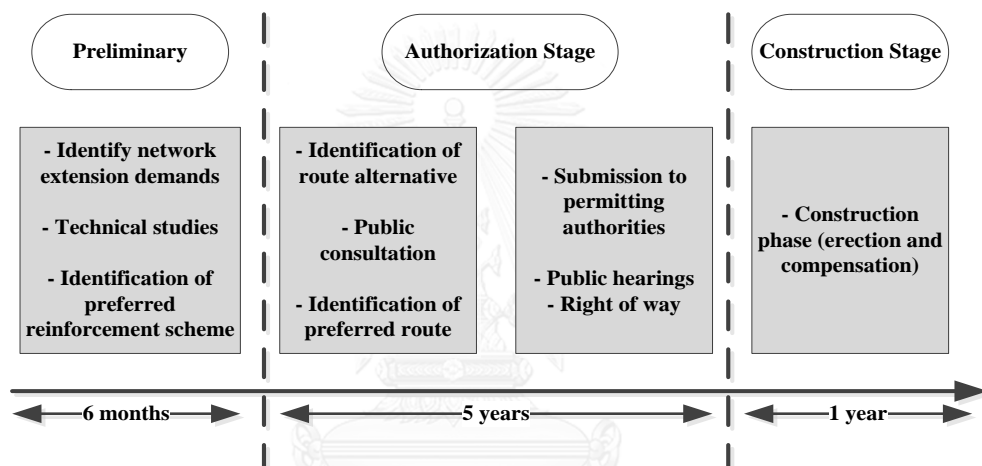 Preliminary
Authorization Stage
Construction Stage
- Identify network
extension demands
- Technical studies
- Identification of
preferred
reinforcement scheme
- Identification of
route alternative
- Public
consultation
- Identification of
preferred route
- Submission to
permitting
authorities
- Public hearings
- Right of way
- Construction
phase (erection and
compensation)
6 months
5 years
1 year